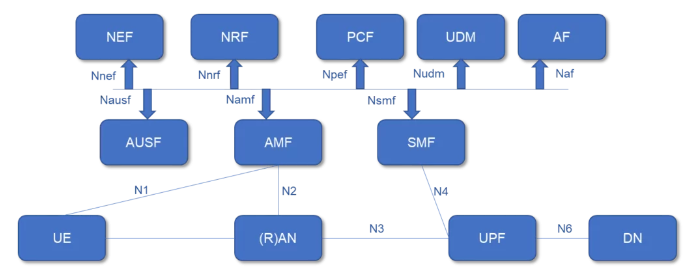 NEF
NRF
PCF
UDM
AF
Nnef
Nnrf
Npef
Nudm
Naf
Nausf
Namf
Nsmf
AUSF
AMF
SMF
N1
N2
N4
UE
(R)AN
N3
UPF
N6
DN